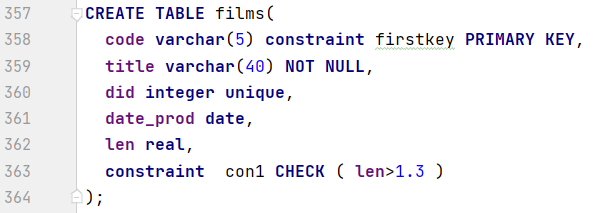 357 CREATE TABLE films(
358 code varchar(5) constraint firstkey PRIMARY KEY,
359 title varchar(40) NOT NULL,
360 did integer unique,
361 date_prod date,
362 len real,
363 constraint  con1 CHECK ( len>1.3 )
364 );